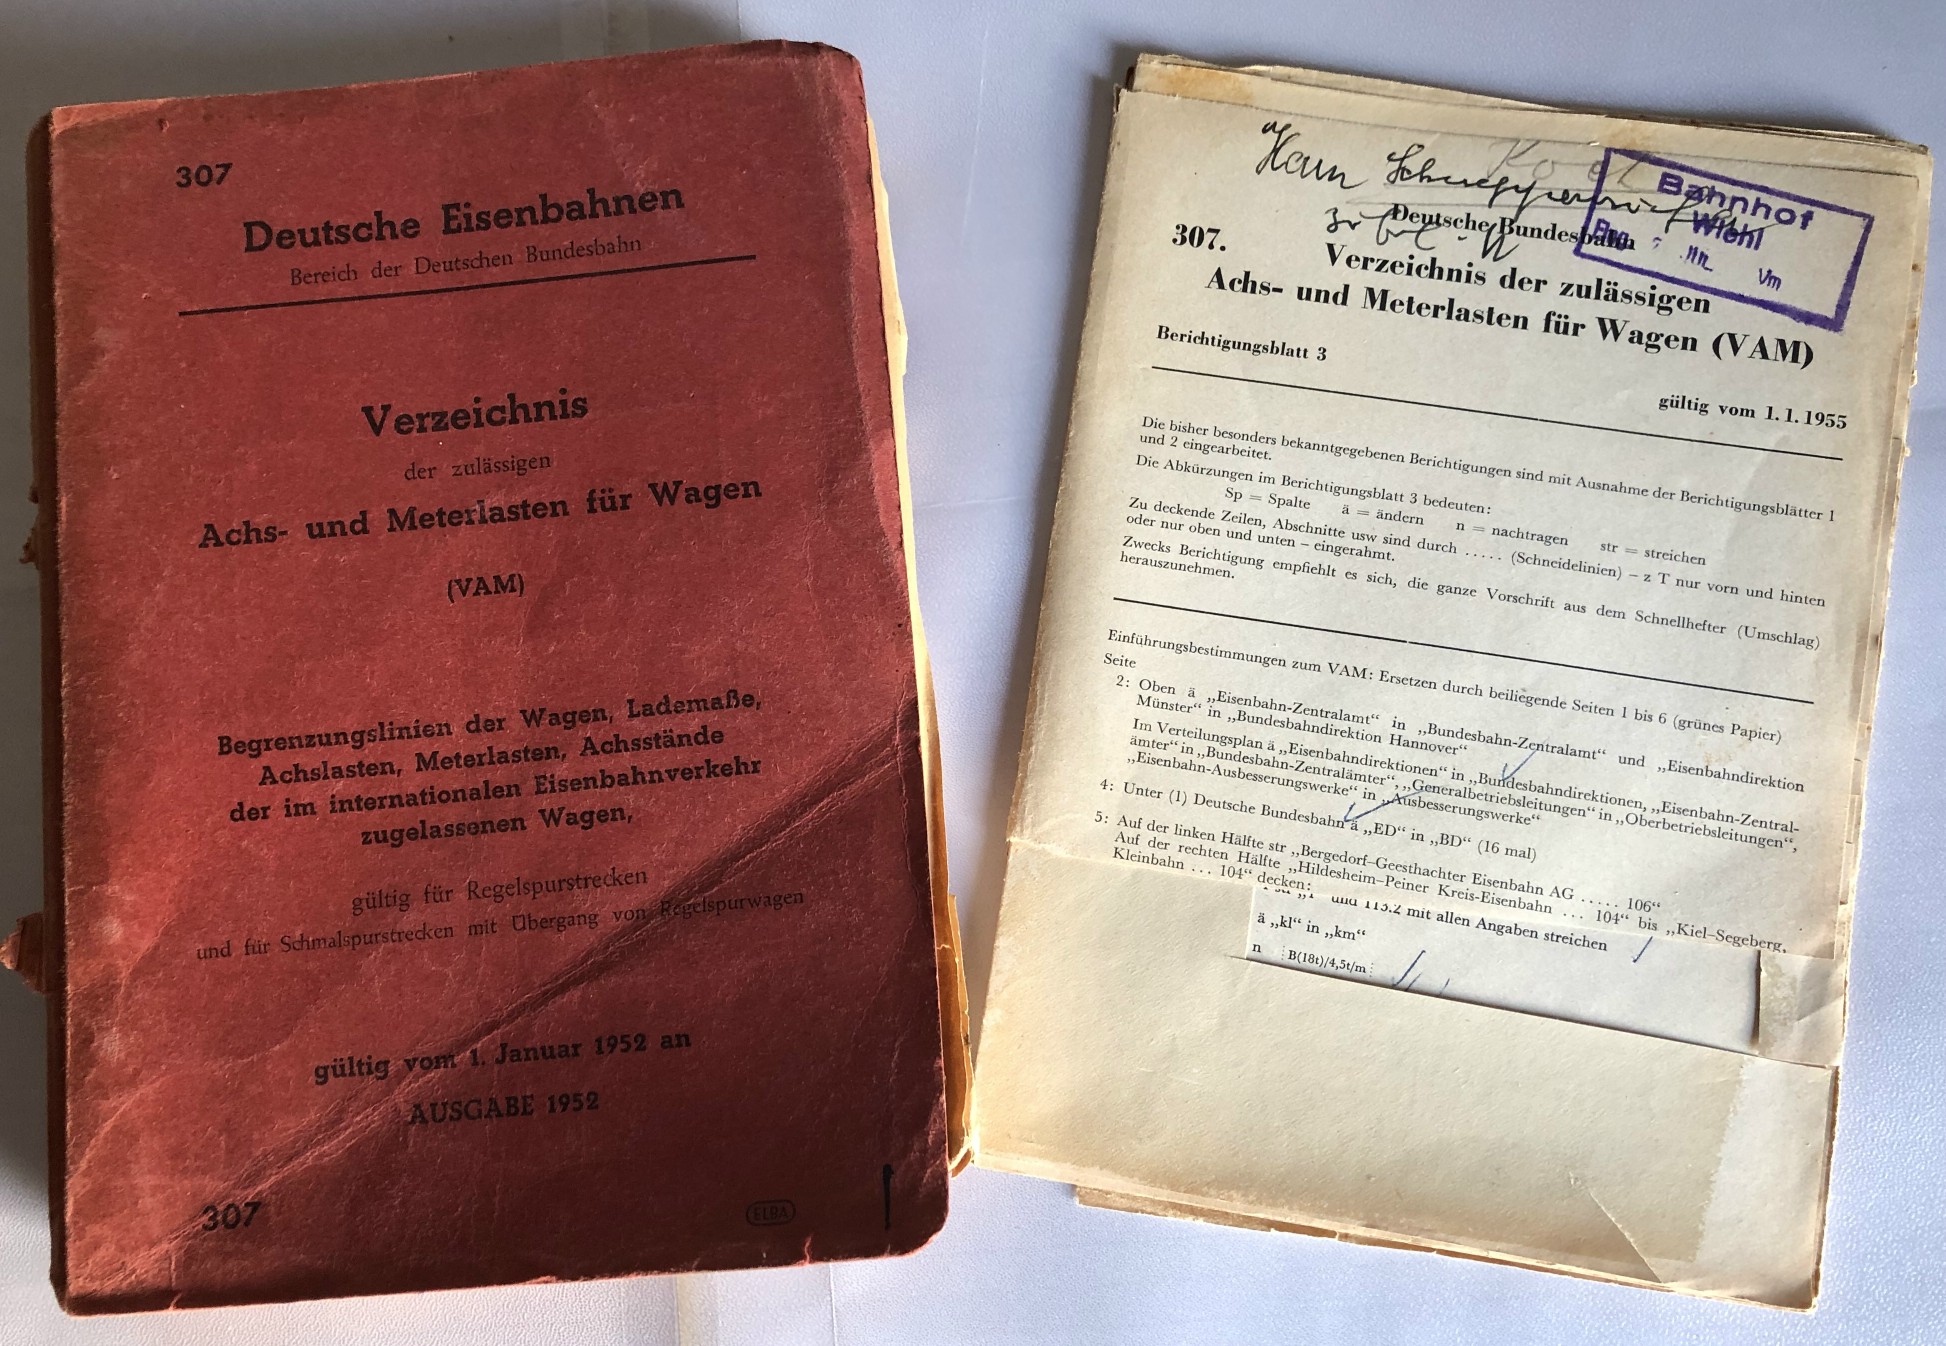 307
Deutsche Eisenbahnen
Bereich der Deutschen Bundesbahn
Verzeichnis
der zulässigen
Achs- und Meterlasten für Wagen
(VAM)
Begrenzungslinien der Wagen, Lademaße,
Achslasten, Meterlasten, Achsstände
der im internationalen Eisenbahnverkehr
zugelassenen Wagen,
gültig für Regelspurstrecken
und für Schmalspurstrecken mit Übergang von Regelspurwagen
gültig vom 1. Januar 1952 an
AUSGABE 1952
307
ELBA
Bahnhof
Wiehl
Vm
Deutsche Bundesbahn
307.
Verzeichnis der zulässigen
Achs- und Meterlasten für Wagen (VAM)
Berichtigungsblatt 3
gültig vom 1. 1. 1955
Die bisher besonders bekanntgegebenen Berichtigungen sind mit Ausnahme der Berichtigungsblätter 1
und 2 eingearbeitet.
Die Abkürzungen im Berichtigungsblatt 3 bedeuten:
Sp = Spalte ä = ändern n = nachtragen str = streichen
Zu deckende Zeilen, Abschnitte usw sind durch ..... (Schneidelinien) – z T nur vorn und hinten
oder nur oben und unten – eingerahmt.
Zwecks Berichtigung empfiehlt es sich, die ganze Vorschrift aus dem Schnellhefter (Umschlag)
herauszunehmen.
Einführungsbestimmungen zum VAM: Ersetzen durch beiliegende Seiten 1 bis 6 (grünes Papier)
Seite
2: Oben ä „Eisenbahn-Zentralamt“ in „Bundesbahn-Zentralamt“ und „Eisenbahndirektion
Münster“ in „Bundesbahndirektion Hannover“
Im Verteilungsplan ä „Eisenbahndirektionen“ in „Bundesbahndirektionen, „Eisenbahn-Zentral-
ämter“ in „Bundesbahn-Zentralämter“, „Generalbetriebsleitungen“ in „Oberbetriebsleitungen“,
„Eisenbahn-Ausbesserungswerke“ in „Ausbesserungswerke“
4: Unter (1) Deutsche Bundesbahn ä „ED“ in „BD“ (16 mal)
5: Auf der linken Hälfte str „Bergedorf–Geesthachter Eisenbahn AG ..... 106“
Auf der rechten Hälfte „Hildesheim–Peiner Kreis-Eisenbahn ... 104“ bis „Kiel–Segeberg,
Kleinbahn ... 104“ decken:
und 113.2 mit allen Angaben streichen
ä „kl“ in „km“
n B(18t)/4,5t/m